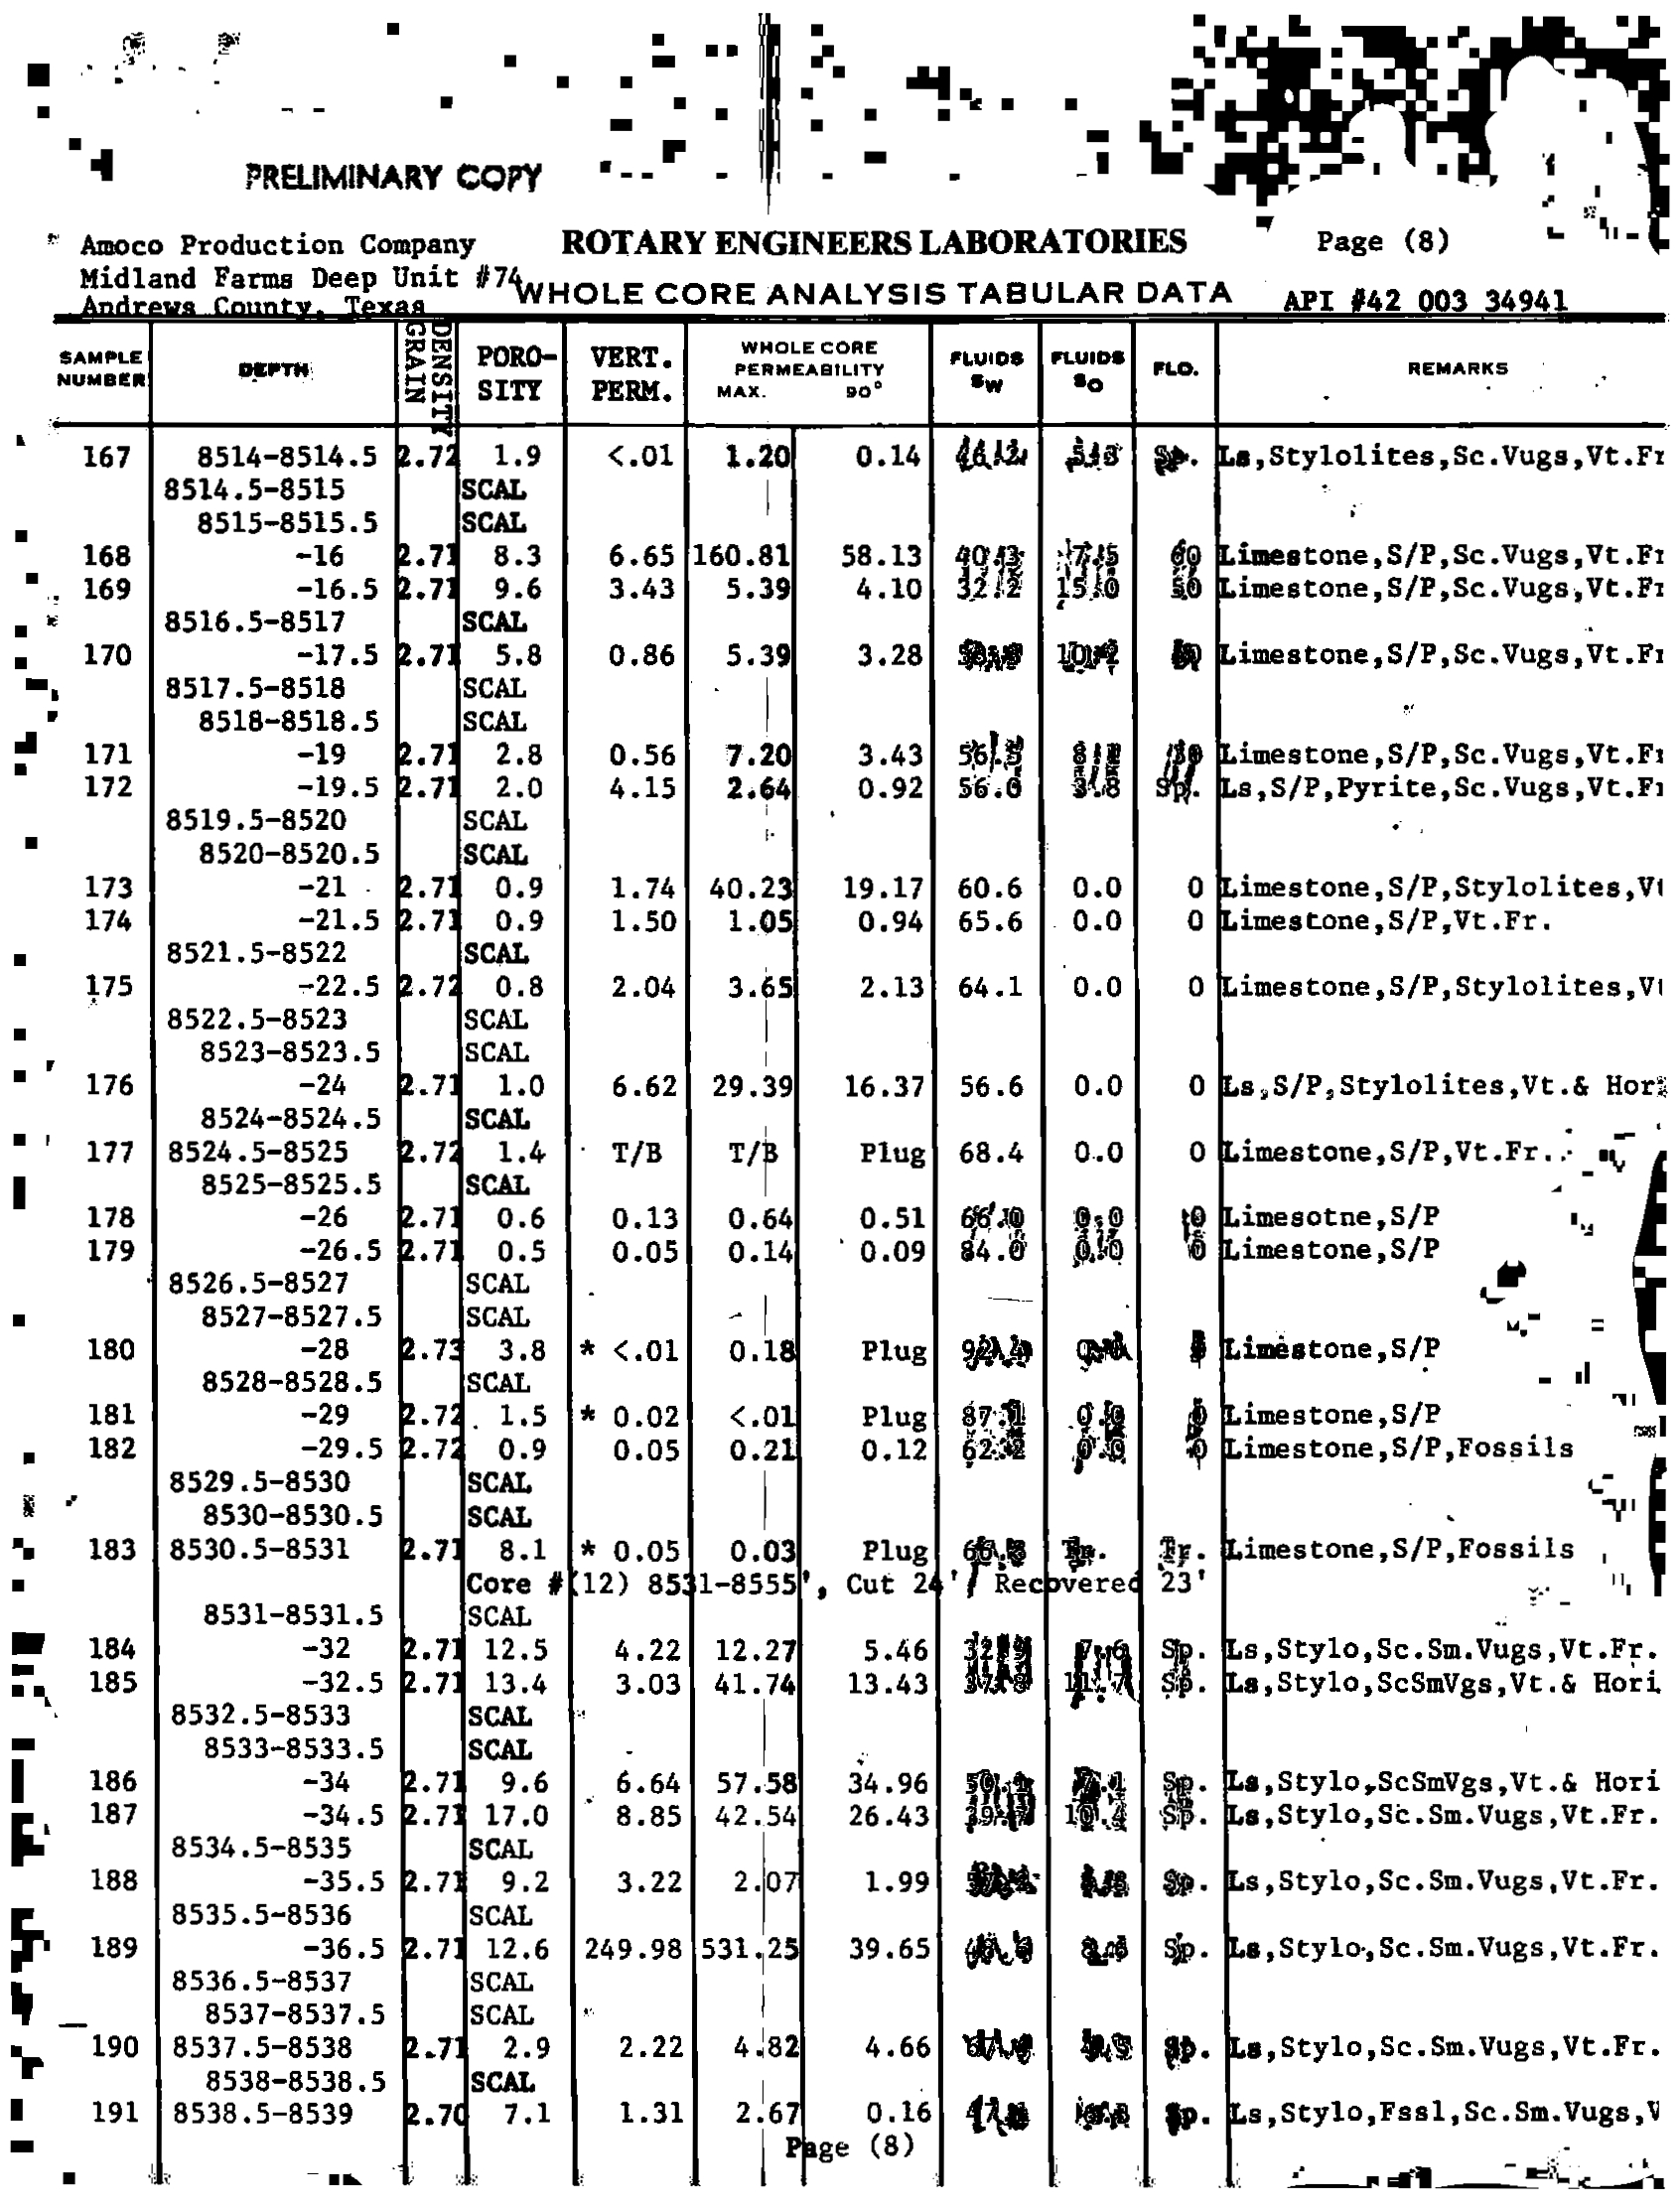 PRELIMINARY COPY
Amoco Production Company ROTARY ENGINEERS LABORATORIES Page (8)
Midland Farms Deep Unit #74
WHOLE CORE ANALYSIS TABULAR DATA
Andrews County, Texas API #42 003 34941
SAMPLE NUMBER DEPTH GRAIN DENSITY PORO-SITY VERT. PERM. WHOLE CORE PERMEABILITY MAX. 90° FLUIDS SW FLUIDS SO FLO. REMARKS
167 8514-8514.5 2.72 1.9 <.01 1.20 0.14 Sp. Ls,Stylolites,Sc.Vugs,Vt.Fr
8514.5-8515 SCAL
8515-8515.5 SCAL
168 -16 2.71 8.3 6.65 160.81 58.13 40.3 7.5 60 Limestone,S/P,Sc.Vugs,Vt.Fr
169 -16.5 2.71 9.6 3.43 5.39 4.10 32.2 15.0 50 Limestone,S/P,Sc.Vugs,Vt.Fr
8516.5-8517 SCAL
170 -17.5 2.71 5.8 0.86 5.39 3.28 10.2 Limestone,S/P,Sc.Vugs,Vt.Fr
8517.5-8518 SCAL
8518-8518.5 SCAL
171 -19 2.71 2.8 0.56 7.20 3.43 56.5 Limestone,S/P,Sc.Vugs,Vt.Fr
172 -19.5 2.71 2.0 4.15 2.64 0.92 56.0 3.8 Sp. Ls,S/P,Pyrite,Sc.Vugs,Vt.Fr
8519.5-8520 SCAL
8520-8520.5 SCAL
173 -21 2.71 0.9 1.74 40.23 19.17 60.6 0.0 0 Limestone,S/P,Stylolites,Vt
174 -21.5 2.71 0.9 1.50 1.05 0.94 65.6 0.0 0 Limestone,S/P,Vt.Fr.
8521.5-8522 SCAL
175 -22.5 2.72 0.8 2.04 3.65 2.13 64.1 0.0 0 Limestone,S/P,Stylolites,Vt
8522.5-8523 SCAL
8523-8523.5 SCAL
176 -24 2.71 1.0 6.62 29.39 16.37 56.6 0.0 0 Ls,S/P,Stylolites,Vt.& Hor
8524-8524.5 SCAL
177 8524.5-8525 2.72 1.4 T/B T/B Plug 68.4 0.0 0 Limestone,S/P,Vt.Fr.
8525-8525.5 SCAL
178 -26 2.71 0.6 0.13 0.64 0.51 66.0 0.0 0 Limesotne,S/P
179 -26.5 2.71 0.5 0.05 0.14 0.09 84.0 0.0 0 Limestone,S/P
8526.5-8527 SCAL
8527-8527.5 SCAL
180 -28 2.73 3.8 * <.01 0.18 Plug 92.4 Limestone,S/P
8528-8528.5 SCAL
181 -29 2.72 1.5 * 0.02 <.01 Plug 87.1 0.0 0 Limestone,S/P
182 -29.5 2.72 0.9 0.05 0.21 0.12 62.2 0.0 0 Limestone,S/P,Fossils
8529.5-8530 SCAL
8530-8530.5 SCAL
183 8530.5-8531 2.71 8.1 * 0.05 0.03 Plug Tr. Tr. Limestone,S/P,Fossils
Core #(12) 8531-8555', Cut 24' Recovered 23'
8531-8531.5 SCAL
184 -32 2.71 12.5 4.22 12.27 5.46 32.9 7.6 Sp. Ls,Stylo,Sc.Sm.Vugs,Vt.Fr.
185 -32.5 2.71 13.4 3.03 41.74 13.43 37.8 11.7 Sp. Ls,Stylo,ScSmVgs,Vt.& Hori
8532.5-8533 SCAL
8533-8533.5 SCAL
186 -34 2.71 9.6 6.64 57.58 34.96 7.1 Sp. Ls,Stylo,ScSmVgs,Vt.& Hori
187 -34.5 2.71 17.0 8.85 42.54 26.43 10.4 Sp. Ls,Stylo,Sc.Sm.Vugs,Vt.Fr.
8534.5-8535 SCAL
188 -35.5 2.71 9.2 3.22 2.07 1.99 Sp. Ls,Stylo,Sc.Sm.Vugs,Vt.Fr.
8535.5-8536 SCAL
189 -36.5 2.71 12.6 249.98 531.25 39.65 Sp. Ls,Stylo,Sc.Sm.Vugs,Vt.Fr.
8536.5-8537 SCAL
8537-8537.5 SCAL
190 8537.5-8538 2.71 2.9 2.22 4.82 4.66 Sp. Ls,Stylo,Sc.Sm.Vugs,Vt.Fr.
8538-8538.5 SCAL
191 8538.5-8539 2.70 7.1 1.31 2.67 0.16 Sp. Ls,Stylo,Fssl,Sc.Sm.Vugs,V
Page (8)